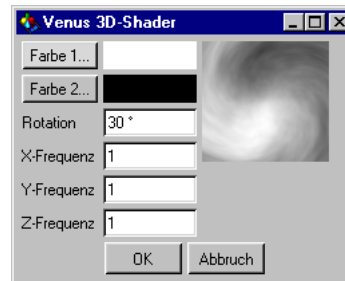 Venus 3D-Shader
Farbe 1...
Farbe 2...
Rotation 30 °
X-Frequenz 1
Y-Frequenz 1
Z-Frequenz 1
OK Abbruch